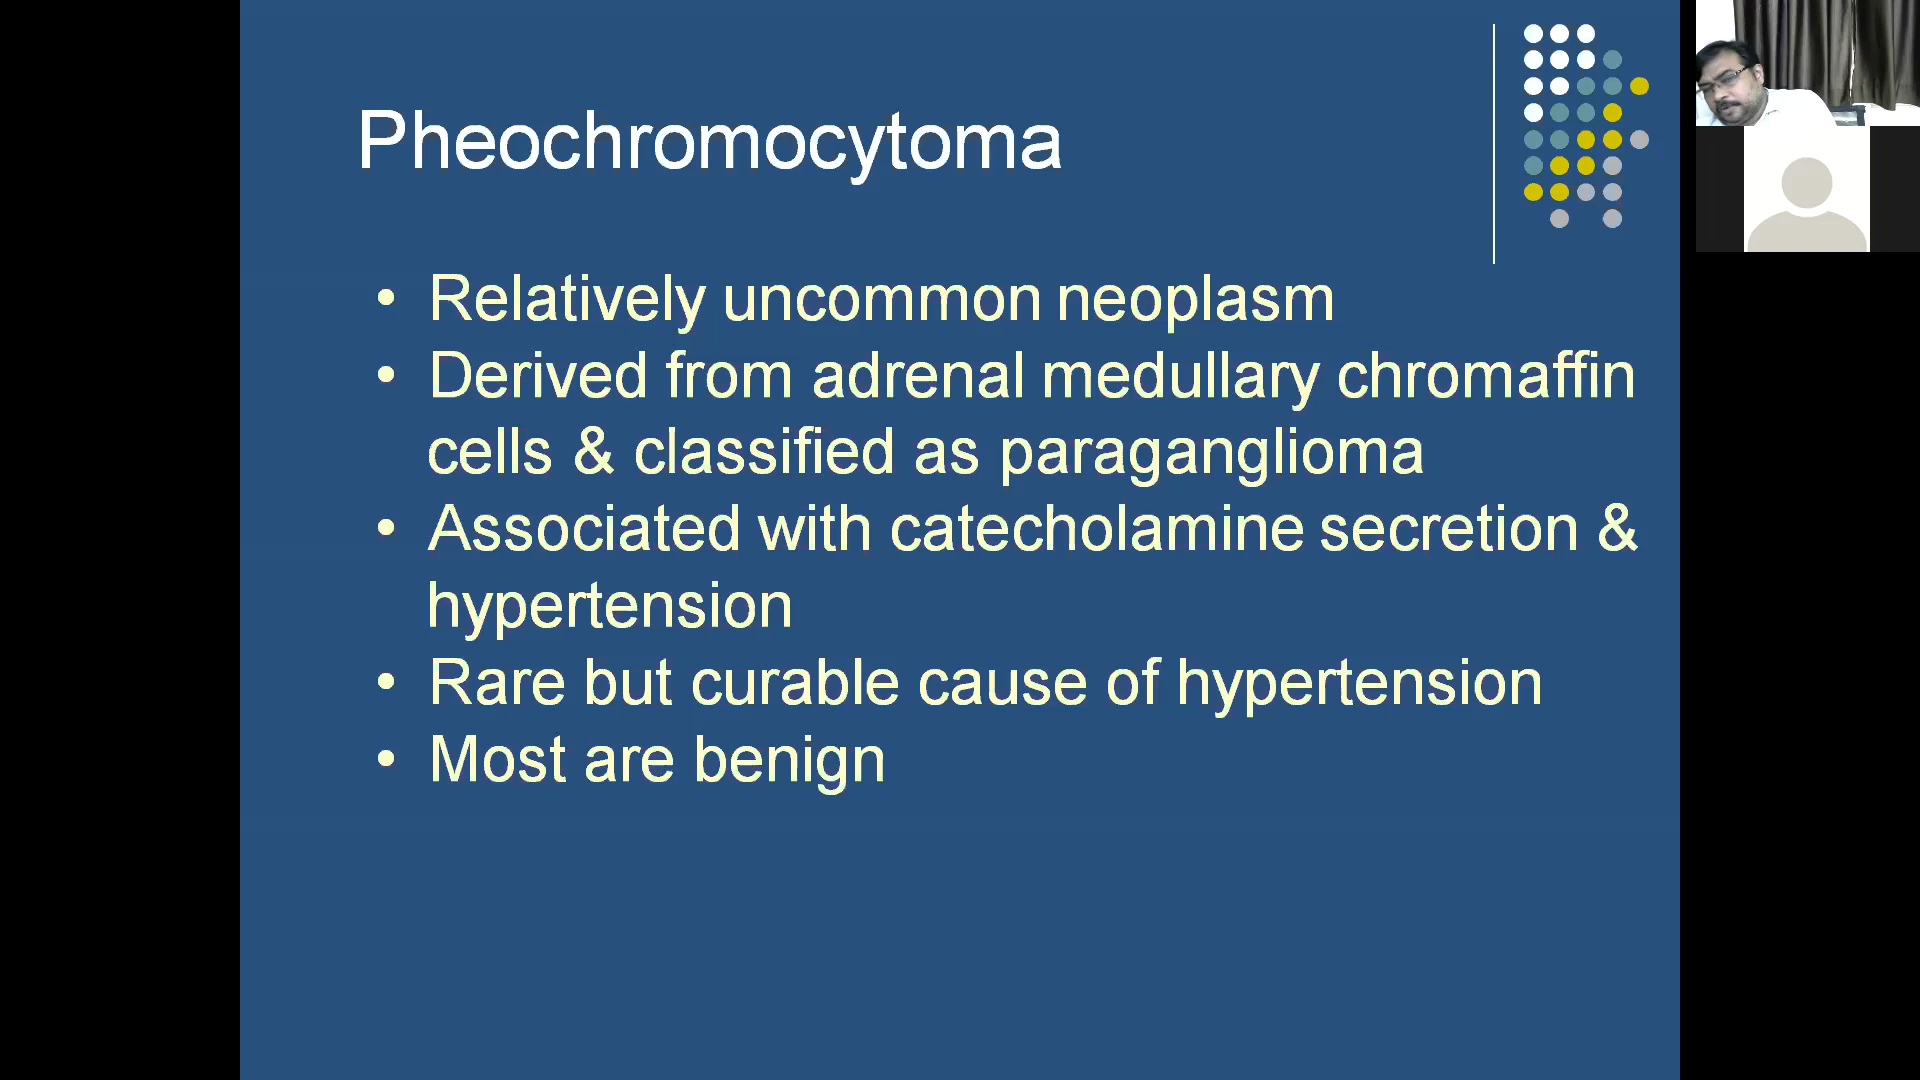 Pheochromocytoma
• Relatively uncommon neoplasm
• Derived from adrenal medullary chromaffin
cells & classified as paraganglioma
• Associated with catecholamine secretion &
hypertension
• Rare but curable cause of hypertension
• Most are benign